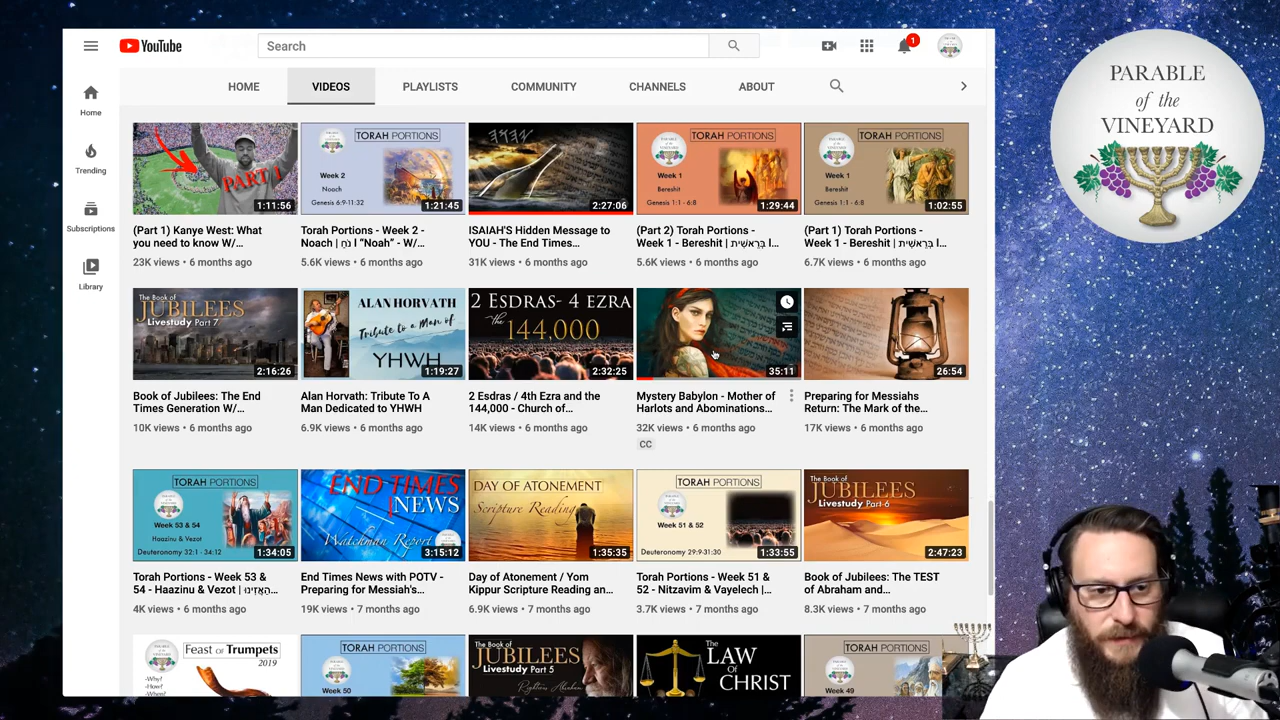 YouTube
Search
1
PARABLE
of the
VINEYARD
HOME
VIDEOS
PLAYLISTS
COMMUNITY
CHANNELS
ABOUT
Home
Trending
Subscriptions
Library
PART 1
1:11:56
TORAH PORTIONS
Week 2
Noach
Genesis 6:9-11:32
1:21:45
2:27:06
TORAH PORTIONS
Week 1
Bereshit
Genesis 1:1 - 6:8
1:29:44
TORAH PORTIONS
Week 1
Bereshit
Genesis 1:1 - 6:8
1:02:55
(Part 1) Kanye West: What
you need to know W/...
23K views • 6 months ago
Torah Portions - Week 2 -
Noach | נֹחַ | "Noah" - W/...
5.6K views • 6 months ago
ISAIAH'S Hidden Message to
YOU - The End Times...
31K views • 6 months ago
(Part 2) Torah Portions -
Week 1 - Bereshit | בְּרֵאשִׁית I...
5.6K views • 6 months ago
(Part 1) Torah Portions -
Week 1 - Bereshit | בְּרֵאשִׁית I...
6.7K views • 6 months ago
The Book of
JUBILEES
Livestudy Part 7
2:16:26
ALAN HORVATH
Tribute to a Man of
YHWH
1:19:27
2 ESDRAS- 4 EZRA
the
144,000
2:32:25
35:11
26:54
Book of Jubilees: The End
Times Generation W/...
10K views • 6 months ago
Alan Horvath: Tribute To A
Man Dedicated to YHWH
6.9K views • 6 months ago
2 Esdras / 4th Ezra and the
144,000 - Church of...
14K views • 6 months ago
Mystery Babylon - Mother of
Harlots and Abominations...
32K views • 6 months ago
CC
Preparing for Messiahs
Return: The Mark of the...
17K views • 6 months ago
TORAH PORTIONS
Week 53 & 54
Haazinu & Vezot
Deuteronomy 32:1 - 34:12
1:34:05
END TIMES
NEWS
Watchman Report
3:15:12
DAY OF ATONEMENT
Scripture Reading
1:35:35
TORAH PORTIONS
Week 51 & 52
Deuteronomy 29:9-31:30
1:33:55
The Book of
JUBILEES
Livestudy Part-6
2:47:23
Torah Portions - Week 53 &
54 - Haazinu & Vezot | הַאֲזִינוּ...
4K views • 6 months ago
End Times News with POTV -
Preparing for Messiah's...
19K views • 7 months ago
Day of Atonement / Yom
Kippur Scripture Reading an...
6.9K views • 7 months ago
Torah Portions - Week 51 &
52 - Nitzavim & Vayelech |...
3.7K views • 7 months ago
Book of Jubilees: The TEST
of Abraham and...
8.3K views • 7 months ago
Feast of Trumpets
2019
-Why?
-How?
-When?
TORAH PORTIONS
Week 50
The Book of
JUBILEES
Livestudy Part 5
Righteous Abraham
The
LAW
OF
CHRIST
TORAH PORTIONS
Week 49